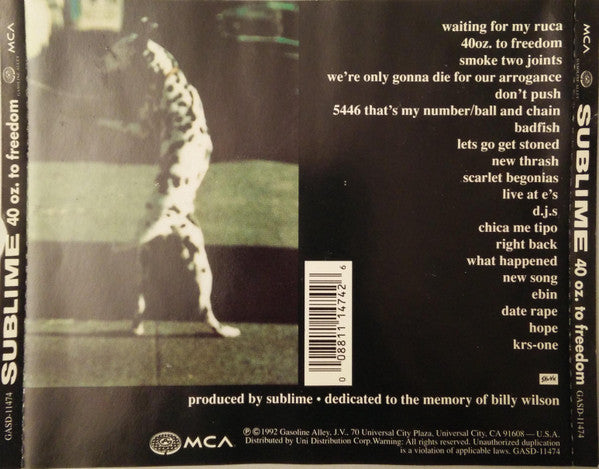 SUBLIME 40 oz. to freedom MCA
GASD-11474
waiting for my ruca
40oz. to freedom
smoke two joints
we're only gonna die for our arrogance
don't push
5446 that's my number/ball and chain
badfish
lets go get stoned
new thrash
scarlet begonias
live at e's
d.j.s
chica me tipo
right back
what happened
new song
ebin
date rape
hope
krs-one
0 08811 14742 6
produced by sublime • dedicated to the memory of billy wilson
MCA
℗ © 1992 Gasoline Alley, J.V., 70 Universal City Plaza, Universal City, CA 91608 — U.S.A.
Distributed by Uni Distribution Corp.Warning: All rights reserved. Unauthorized duplication
is a violation of applicable laws. GASD-11474
MCA
SUBLIME 40 oz. to freedom
GASD-11474